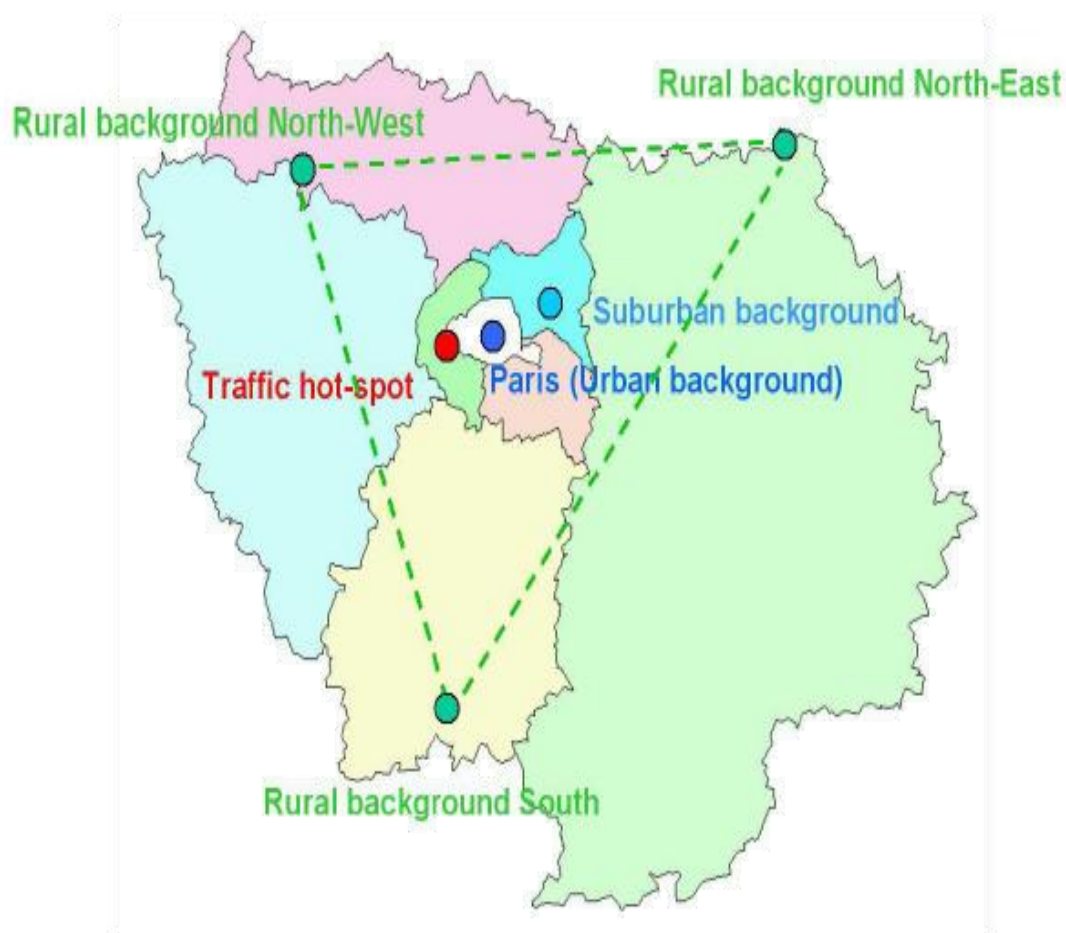 Rural background North-East
Rural background North-West
Suburban background
Traffic hot-spot
Paris (Urban background)
Rural background South